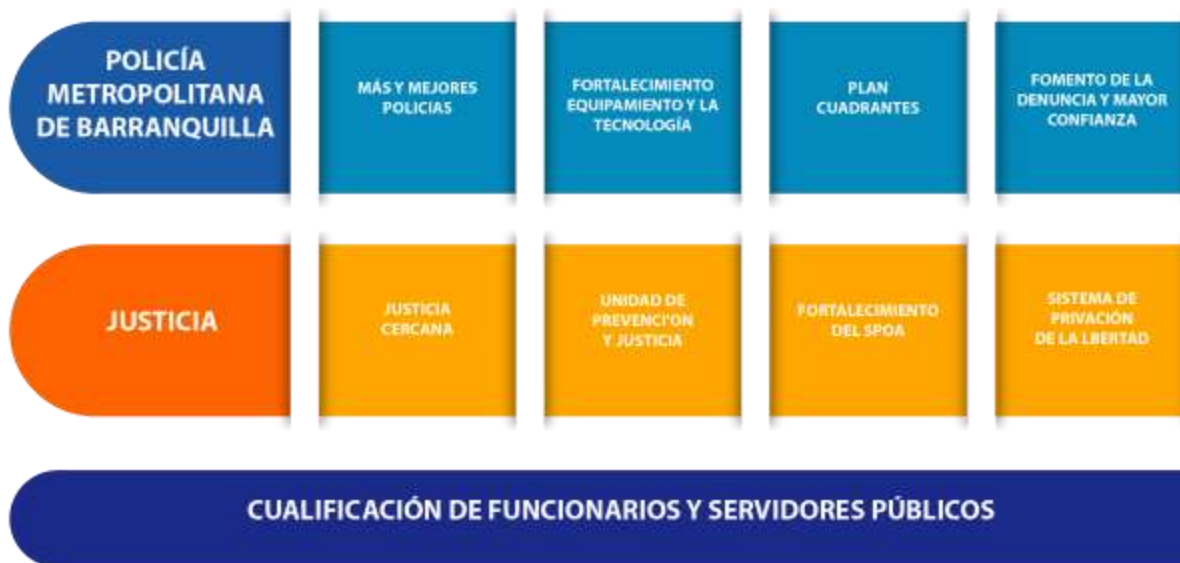 POLICÍA
METROPOLITANA
DE BARRANQUILLA
MÁS Y MEJORES
POLICIAS
FORTALECIMIENTO
EQUIPAMIENTO Y LA
TECNOLOGÍA
PLAN
CUADRANTES
FOMENTO DE LA
DENUNCIA Y MAYOR
CONFIANZA
JUSTICIA
JUSTICIA
CERCANA
UNIDAD DE
PREVENCI'ON
Y JUSTICIA
FORTALECIMIENTO
DEL SPOA
SISTEMA DE
PRIVACIÓN
DE LA LBERTAD
CUALIFICACIÓN DE FUNCIONARIOS Y SERVIDORES PÚBLICOS